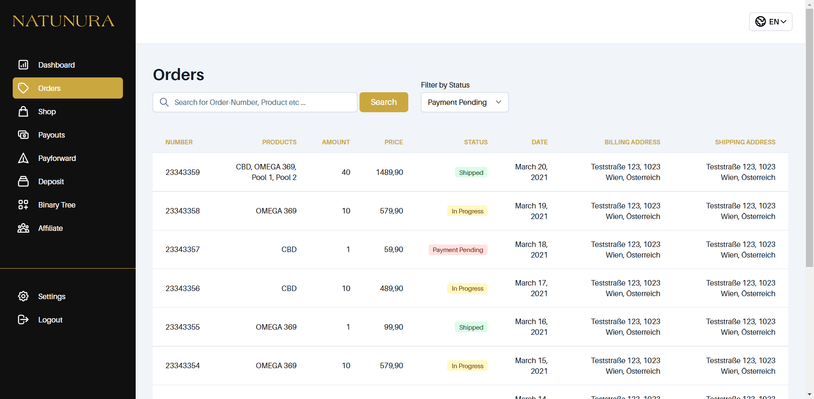 NATUNURA
EN
Dashboard
Orders
Shop
Payouts
Payforward
Deposit
Binary Tree
Affiliate
Settings
Logout
Orders
Filter by Status
Search for Order-Number, Product etc ...
Search
Payment Pending
NUMBER PRODUCTS AMOUNT PRICE STATUS DATE BILLING ADDRESS SHIPPING ADDRESS
23343359 CBD, OMEGA 369, 40 1489,90 Shipped March 20, Teststraße 123, 1023 Teststraße 123, 1023
Pool 1, Pool 2 2021 Wien, Österreich Wien, Österreich
23343358 OMEGA 369 10 579,90 In Progress March 19, Teststraße 123, 1023 Teststraße 123, 1023
2021 Wien, Österreich Wien, Österreich
23343357 CBD 1 59,90 Payment Pending March 18, Teststraße 123, 1023 Teststraße 123, 1023
2021 Wien, Österreich Wien, Österreich
23343356 CBD 10 489,90 In Progress March 17, Teststraße 123, 1023 Teststraße 123, 1023
2021 Wien, Österreich Wien, Österreich
23343355 OMEGA 369 1 99,90 Shipped March 16, Teststraße 123, 1023 Teststraße 123, 1023
2021 Wien, Österreich Wien, Österreich
23343354 OMEGA 369 10 579,90 In Progress March 15, Teststraße 123, 1023 Teststraße 123, 1023
2021 Wien, Österreich Wien, Österreich
March 14, Teststraße 123, 1023 Teststraße 123, 1023